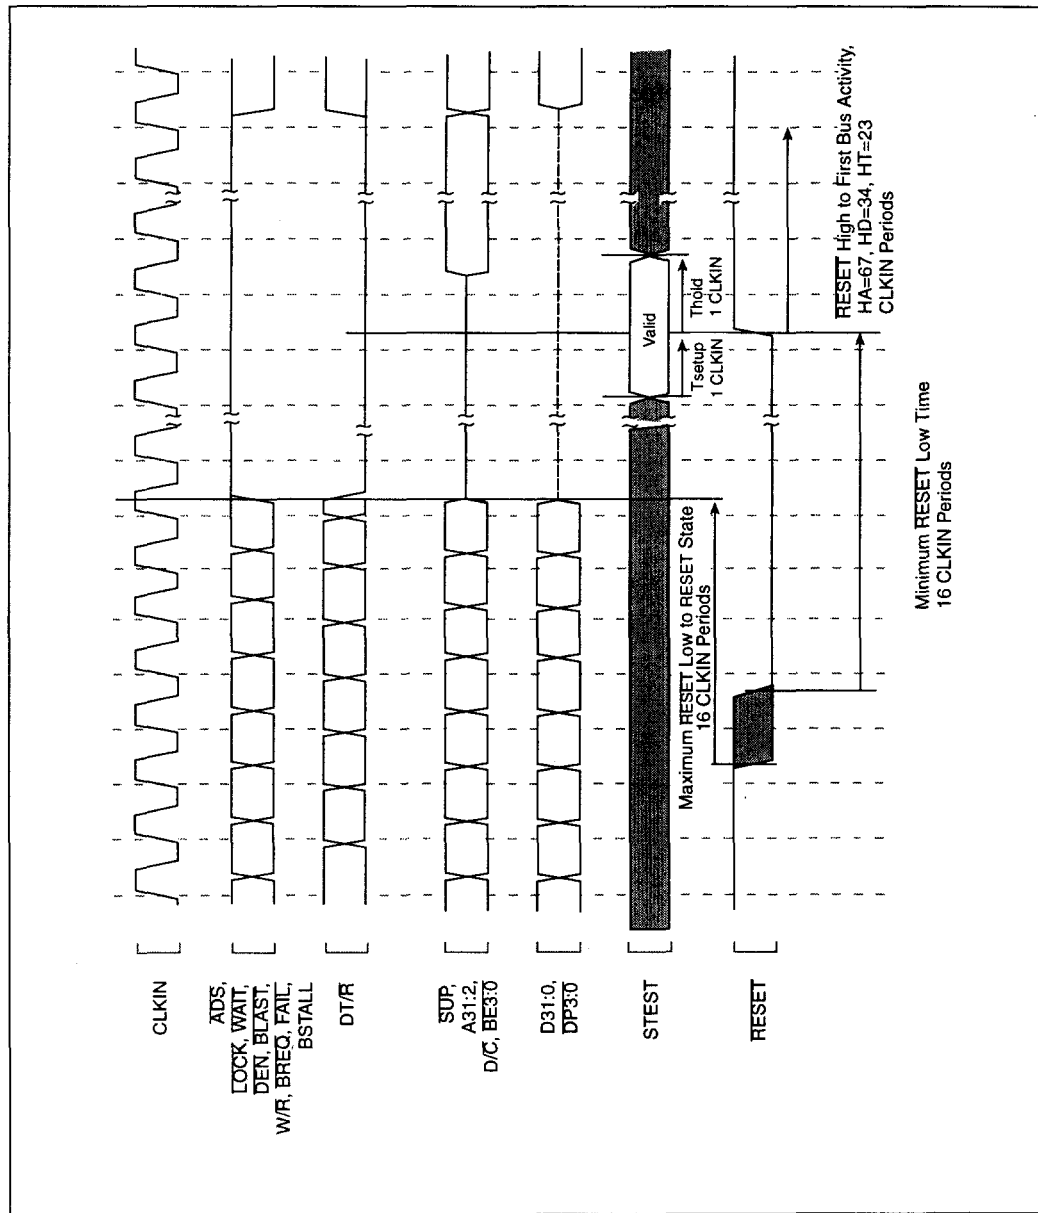 CLKIN
ADS,
LOCK, WAIT,
DEN, BLAST,
W/R, BREQ, FAIL,
BSTALL
DT/R
SUP,
A31:2,
D/C, BE3:0
D31:0,
DP3:0
STEST
Valid
Tsetup
1 CLKIN
Thold
1 CLKIN
Maximum RESET Low to RESET State
16 CLKIN Periods
RESET
RESET High to First Bus Activity,
HA=67, HD=34, HT=23
CLKIN Periods
Minimum RESET Low Time
16 CLKIN Periods